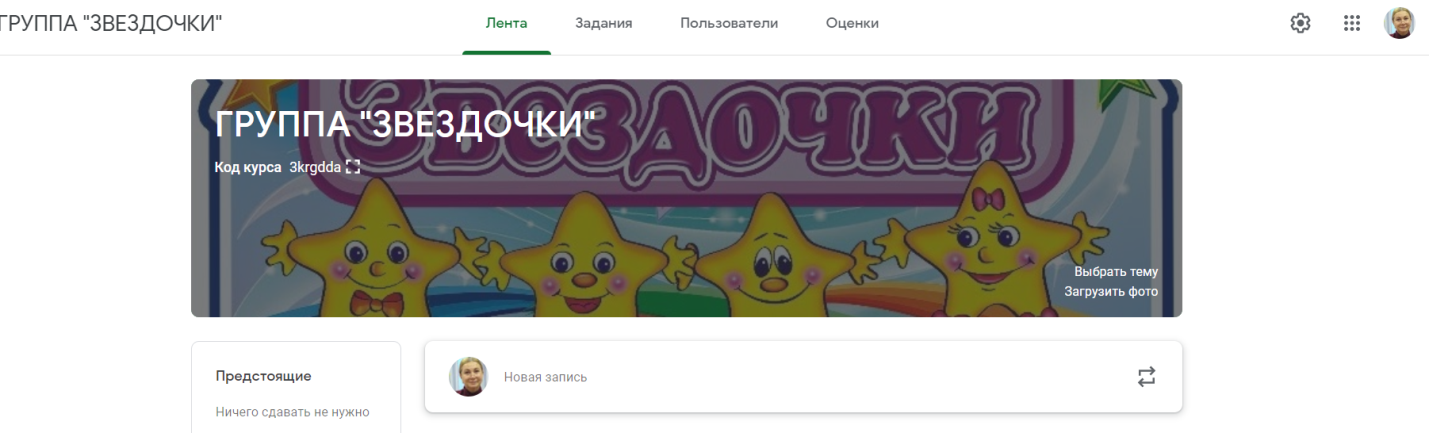 ГРУППА "ЗВЕЗДОЧКИ"
Лента Задания Пользователи Оценки
Звездочки
ГРУППА "ЗВЕЗДОЧКИ"
Код курса 3krgdda
Выбрать тему
Загрузить фото
Предстоящие
Ничего сдавать не нужно
Новая запись